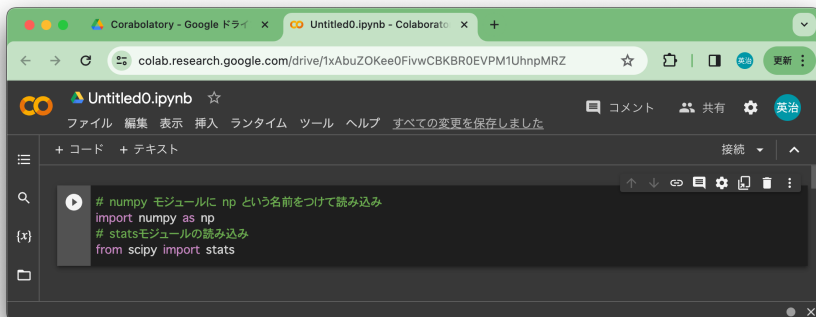 Corabolatory - Google ドライ
Untitled0.ipynb - Colaborato
colab.research.google.com/drive/1xAbuZOKee0FivwCBKBR0EVPM1UhnpMRZ
英治
更新
Untitled0.ipynb
コメント
共有
英治
ファイル 編集 表示 挿入 ランタイム ツール ヘルプ すべての変更を保存しました
+ コード + テキスト
接続
# numpy モジュールに np という名前をつけて読み込み
import numpy as np
# statsモジュールの読み込み
from scipy import stats
{x}